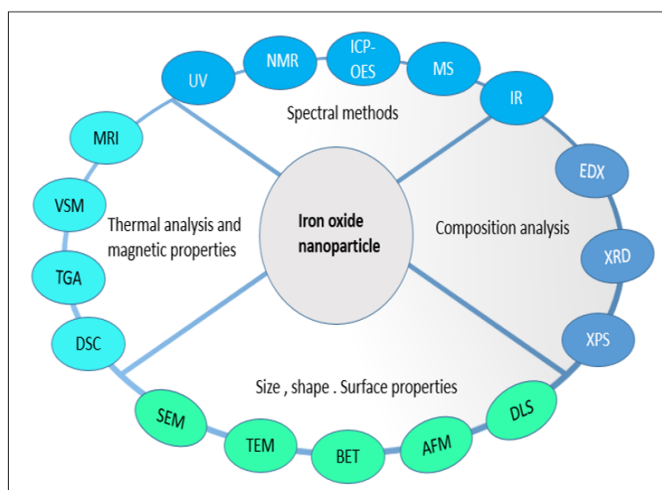 UV
NMR
ICP-
OES
MS
IR
Spectral methods
MRI
VSM
TGA
DSC
Thermal analysis and
magnetic properties
Iron oxide
nanoparticle
Composition analysis
EDX
XRD
XPS
Size , shape . Surface properties
SEM
TEM
BET
AFM
DLS